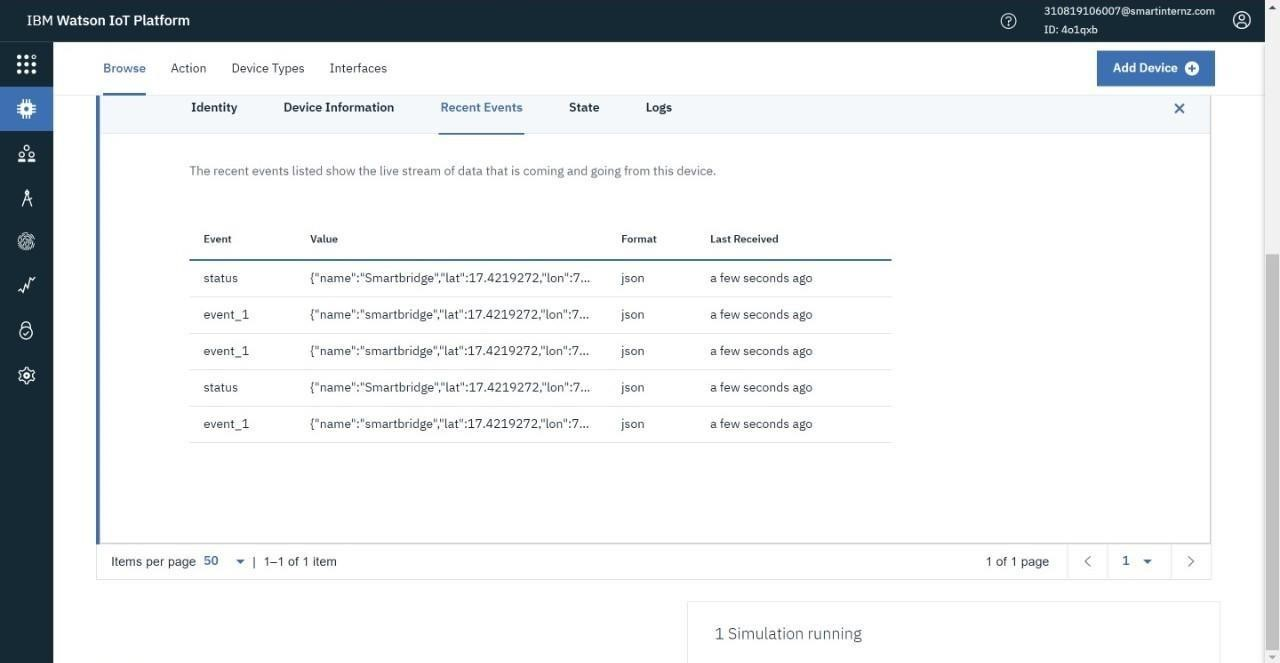 IBM Watson IoT Platform
310819106007@smartinternz.com
ID: 4o1qxb
Browse Action Device Types Interfaces
Add Device
Identity Device Information Recent Events State Logs
The recent events listed show the live stream of data that is coming and going from this device.
Event Value Format Last Received
status {"name":"Smartbridge","lat":17.4219272,"lon":7... json a few seconds ago
event_1 {"name":"smartbridge","lat":17.4219272,"lon":7... json a few seconds ago
event_1 {"name":"smartbridge","lat":17.4219272,"lon":7... json a few seconds ago
status {"name":"Smartbridge","lat":17.4219272,"lon":7... json a few seconds ago
event_1 {"name":"smartbridge","lat":17.4219272,"lon":7... json a few seconds ago
Items per page 50 | 1–1 of 1 item 1 of 1 page 1
1 Simulation running